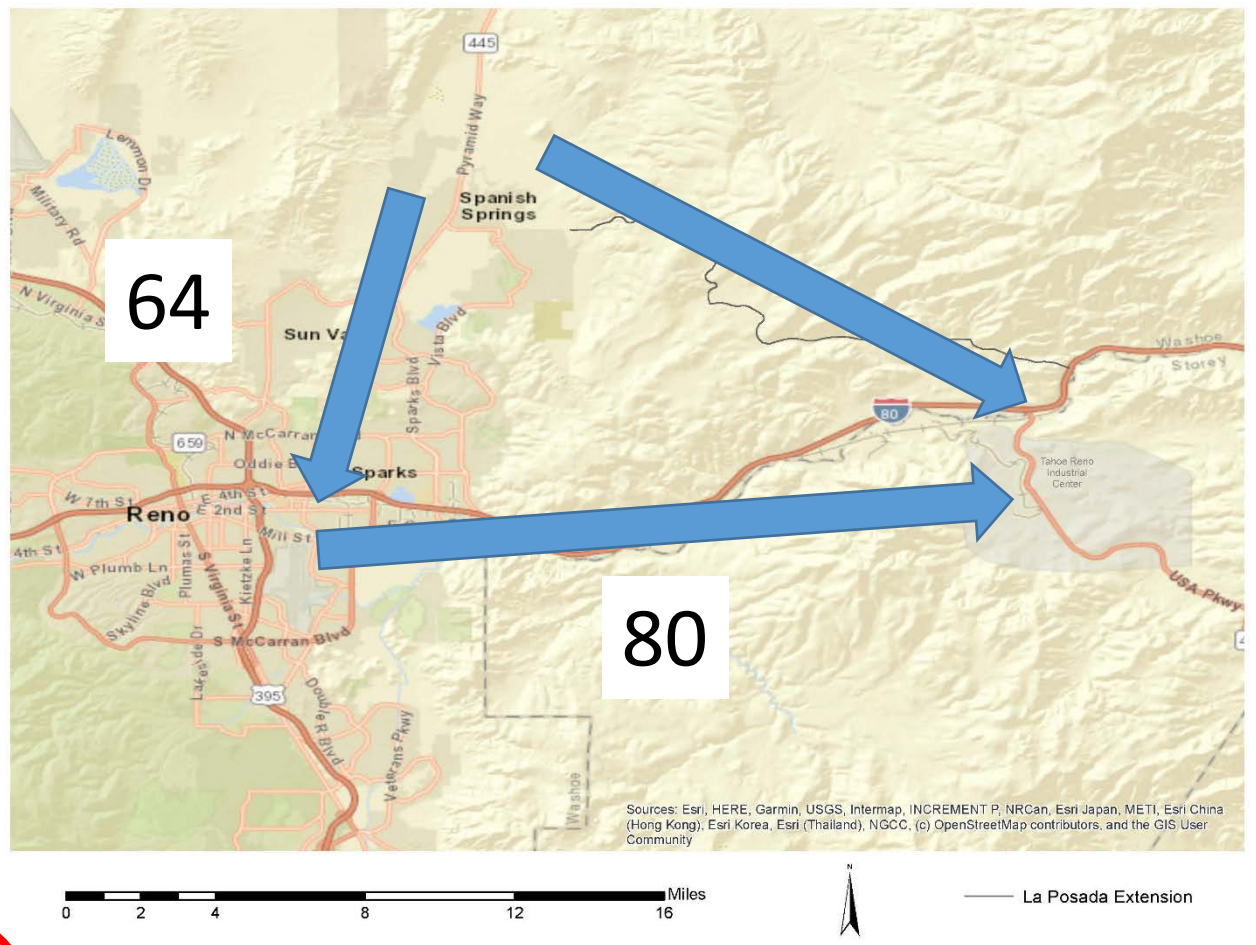 445
Lemmon Dr
Pyramid Way
Military Rd
Spanish
Springs
64
N Virginia S
Sun Va
Vista Blvd
Washoe
Storey
Sparks Blvd
80
659
N McCarran
Oddie B
Sparks
Tahoe Reno
Industrial
Center
W 7th St
E 4th St
Reno
E 2nd St
Mill St
4th St
W Plumb Ln
Plumas St
S Virginia St
Kietzke Ln
Skyline Blvd
USA Pkwy
80
S McCarran Blvd
Lakeside Dr
395
Double R Blvd
Veterans Pkwy
Washoe
Sources: Esri, HERE, Garmin, USGS, Intermap, INCREMENT P, NRCan, Esri Japan, METI, Esri China
(Hong Kong), Esri Korea, Esri (Thailand), NGCC, (c) OpenStreetMap contributors, and the GIS User
Community
N
Miles
0 2 4 8 12 16
La Posada Extension